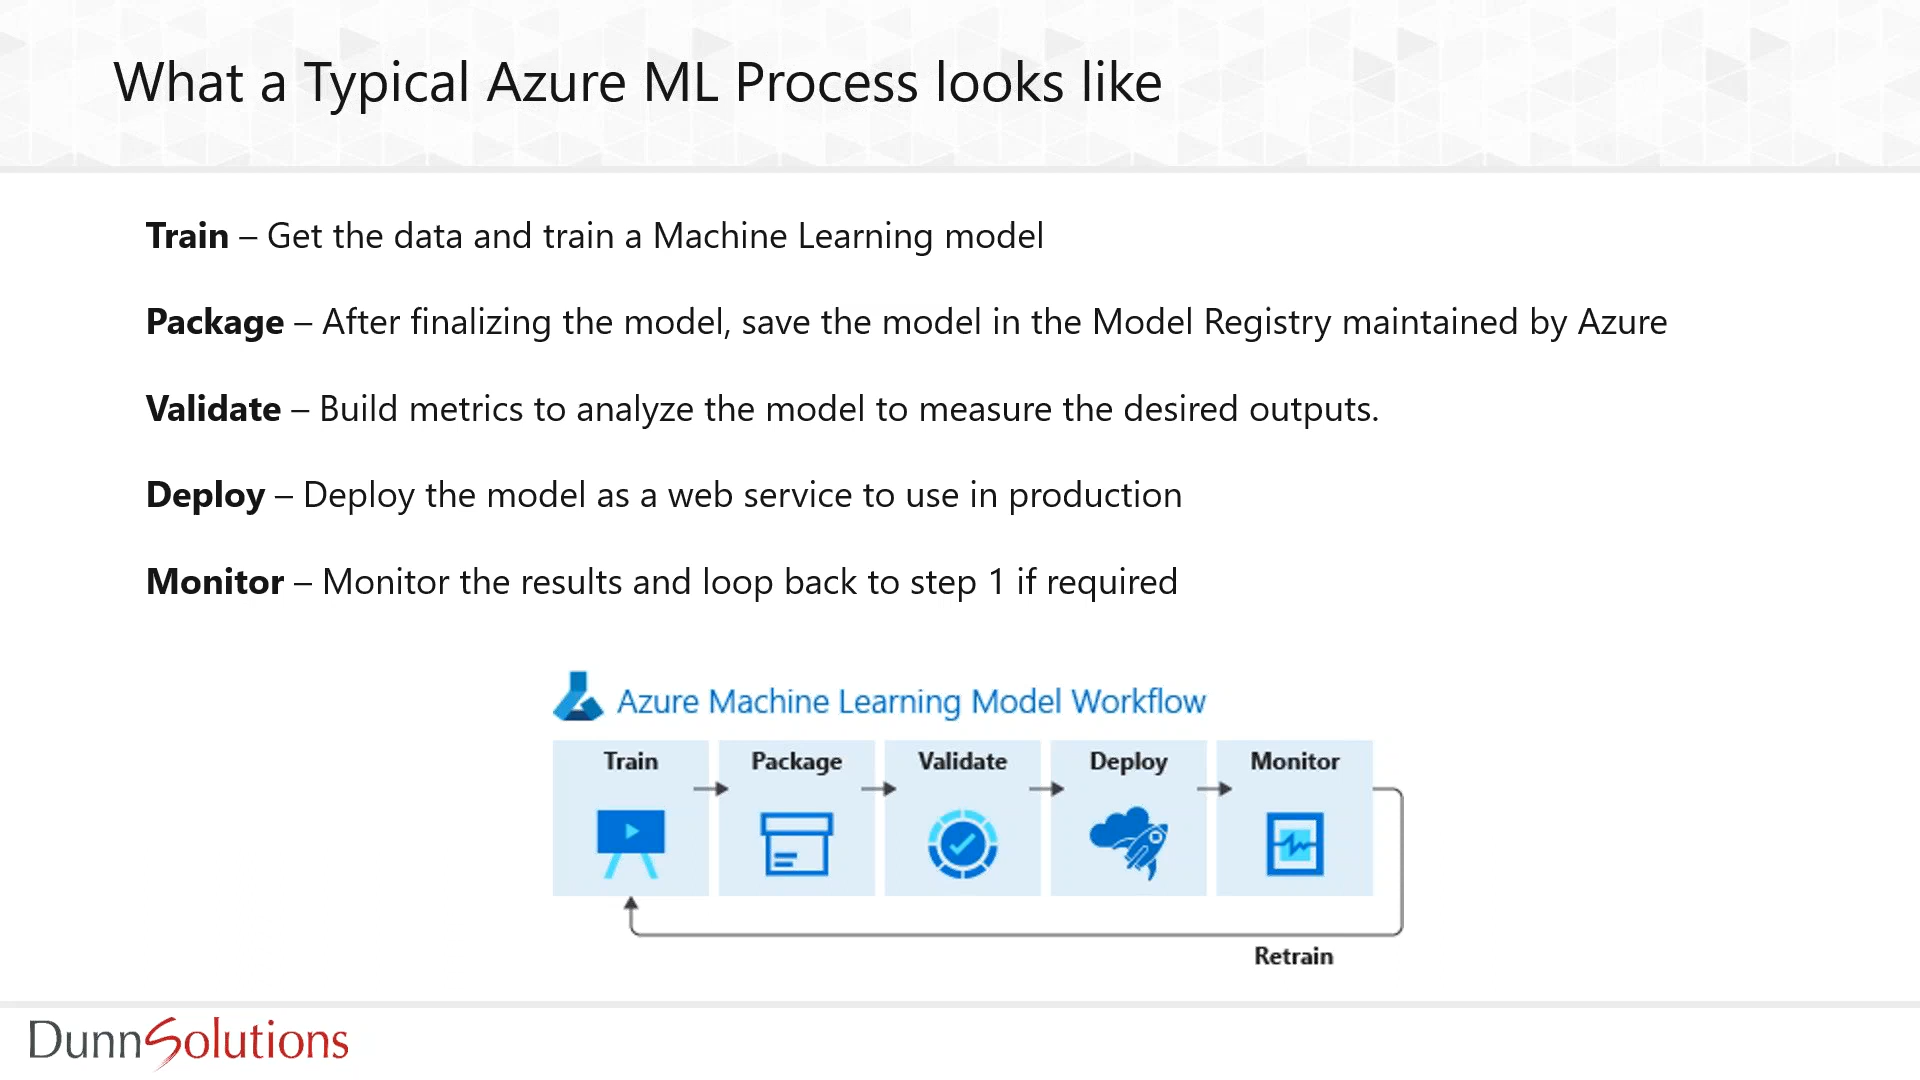 What a Typical Azure ML Process looks like
Train – Get the data and train a Machine Learning model
Package – After finalizing the model, save the model in the Model Registry maintained by Azure
Validate – Build metrics to analyze the model to measure the desired outputs.
Deploy – Deploy the model as a web service to use in production
Monitor – Monitor the results and loop back to step 1 if required
Azure Machine Learning Model Workflow
Train Package Validate Deploy Monitor
Retrain
DunnSolutions